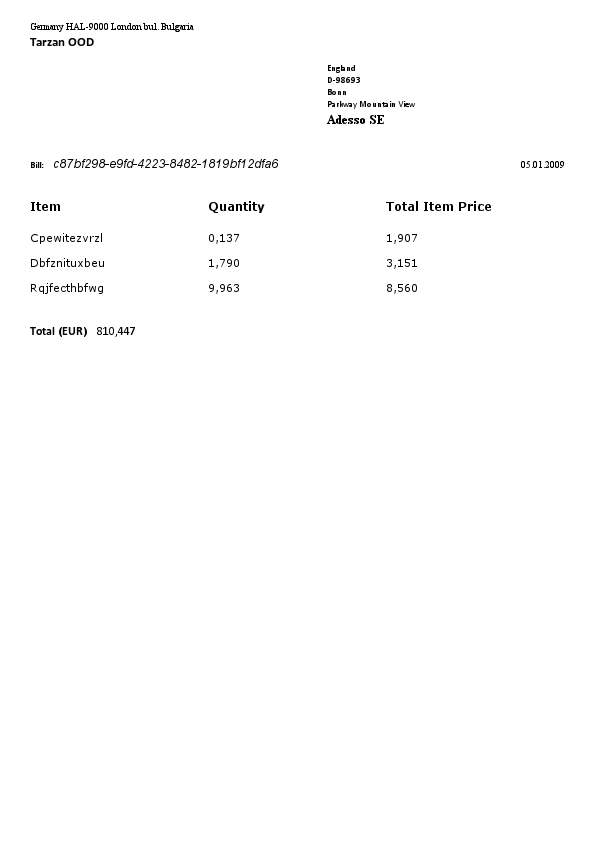 Germany HAL-9000 London bul. Bulgaria
Tarzan OOD
England
D-98693
Bonn
Parkway Mountain View
Adesso SE
Bill: c87bf298-e9fd-4223-8482-1819bf12dfa6 05.01.2009
Item Quantity Total Item Price
Cpewitezvrzl 0,137 1,907
Dbfznituxbeu 1,790 3,151
Rqjfecthbfwg 9,963 8,560
Total (EUR) 810,447